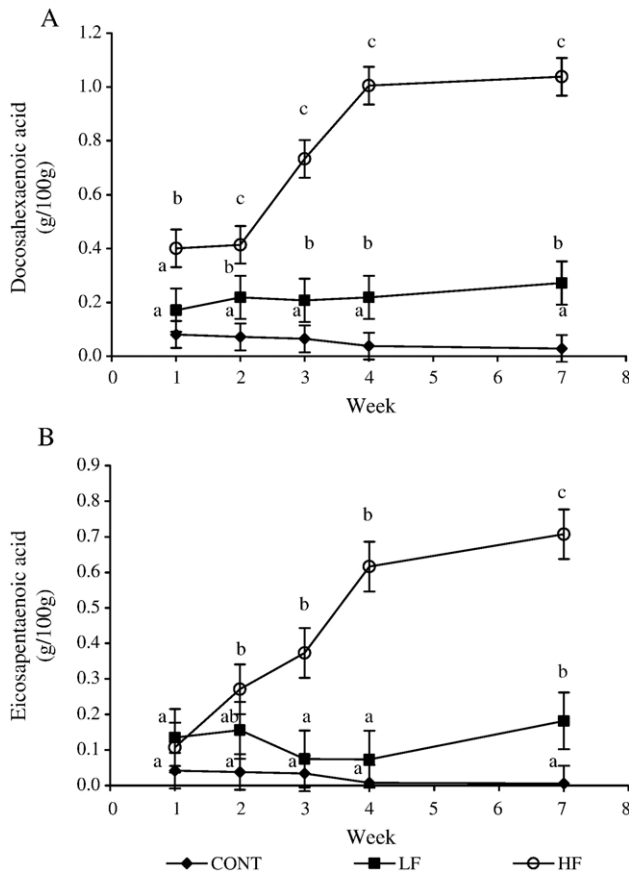 A
c c
1.2
1.0
c
0.8
0.6
b c
0.4
a b b b b
0.2
a a a a a
0.0
0 1 2 3 4 5 6 7 8
Week
Docosahexaenoic acid
(g/100g)
B
0.9
c
0.8
b
0.7
0.6
0.5
b
0.4
b
0.3
b
0.2
a ab a a
0.1
a a a a a
0.0
0 1 2 3 4 5 6 7 8
Week
Eicosapentaenoic acid
(g/100g)
CONT LF HF